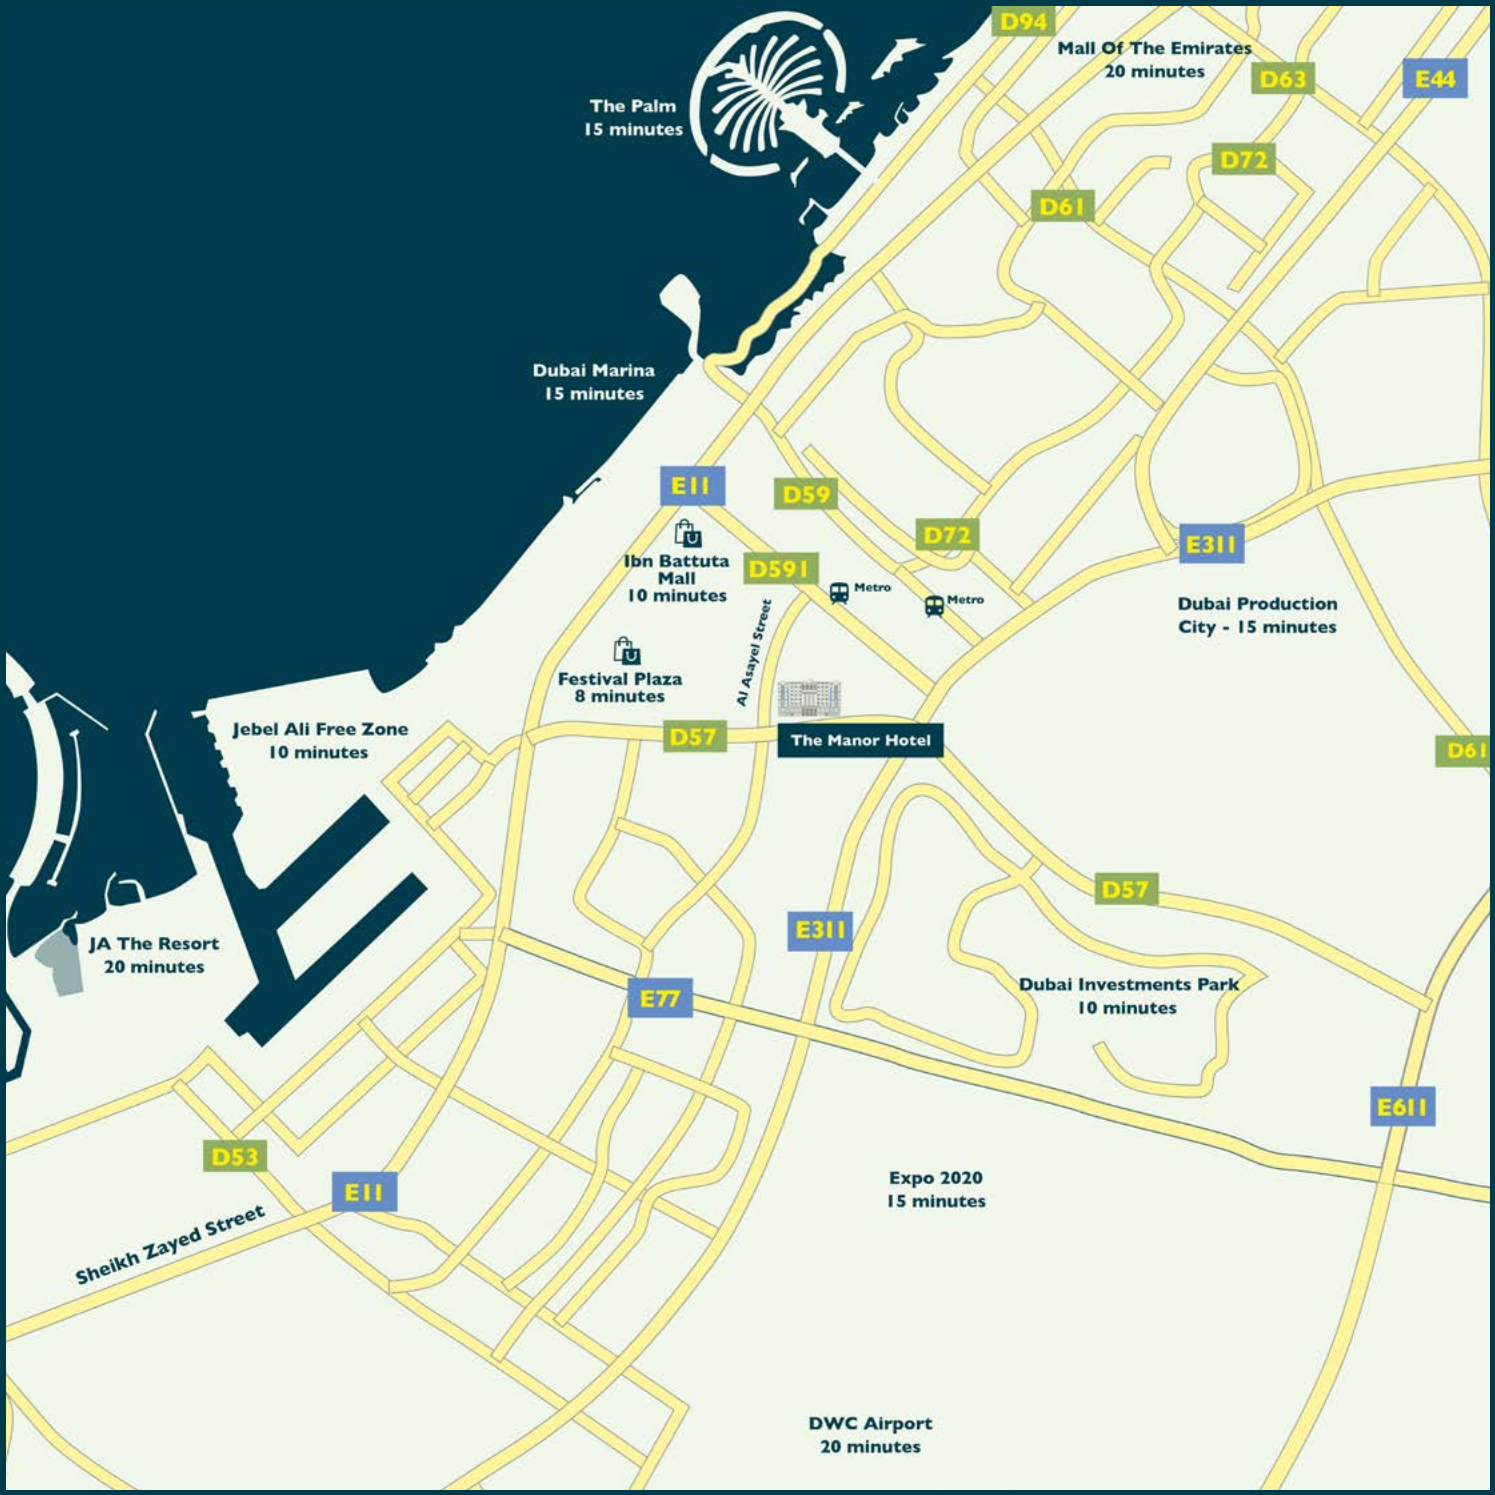 D94
Mall Of The Emirates
20 minutes
D63
E44
The Palm
15 minutes
D72
D61
Dubai Marina
15 minutes
E11
D59
D72
E311
Ibn Battuta
Mall
10 minutes
D591
Metro
Metro
Dubai Production
City - 15 minutes
Al Asayel Street
Festival Plaza
8 minutes
Jebel Ali Free Zone
10 minutes
D57
The Manor Hotel
D61
D57
E311
JA The Resort
20 minutes
E77
Dubai Investments Park
10 minutes
E611
D53
E11
Expo 2020
15 minutes
Sheikh Zayed Street
DWC Airport
20 minutes